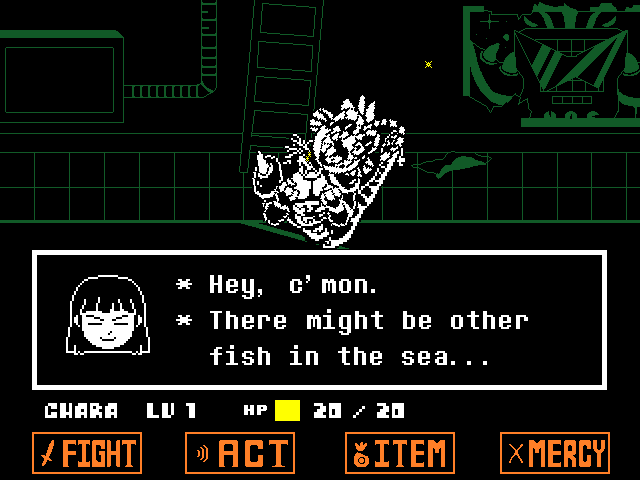 * Hey, c'mon.
* There might be other
fish in the sea...
CHARA LV 1 HP 20 / 20
FIGHT ACT ITEM MERCY